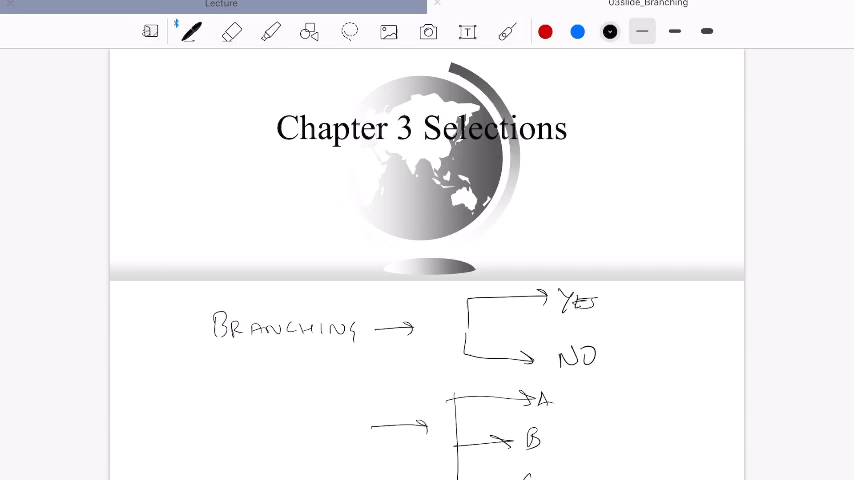 Lecture
03slide_Branching
T
Chapter 3 Selections
YES
BRANCHING
NO
A
B